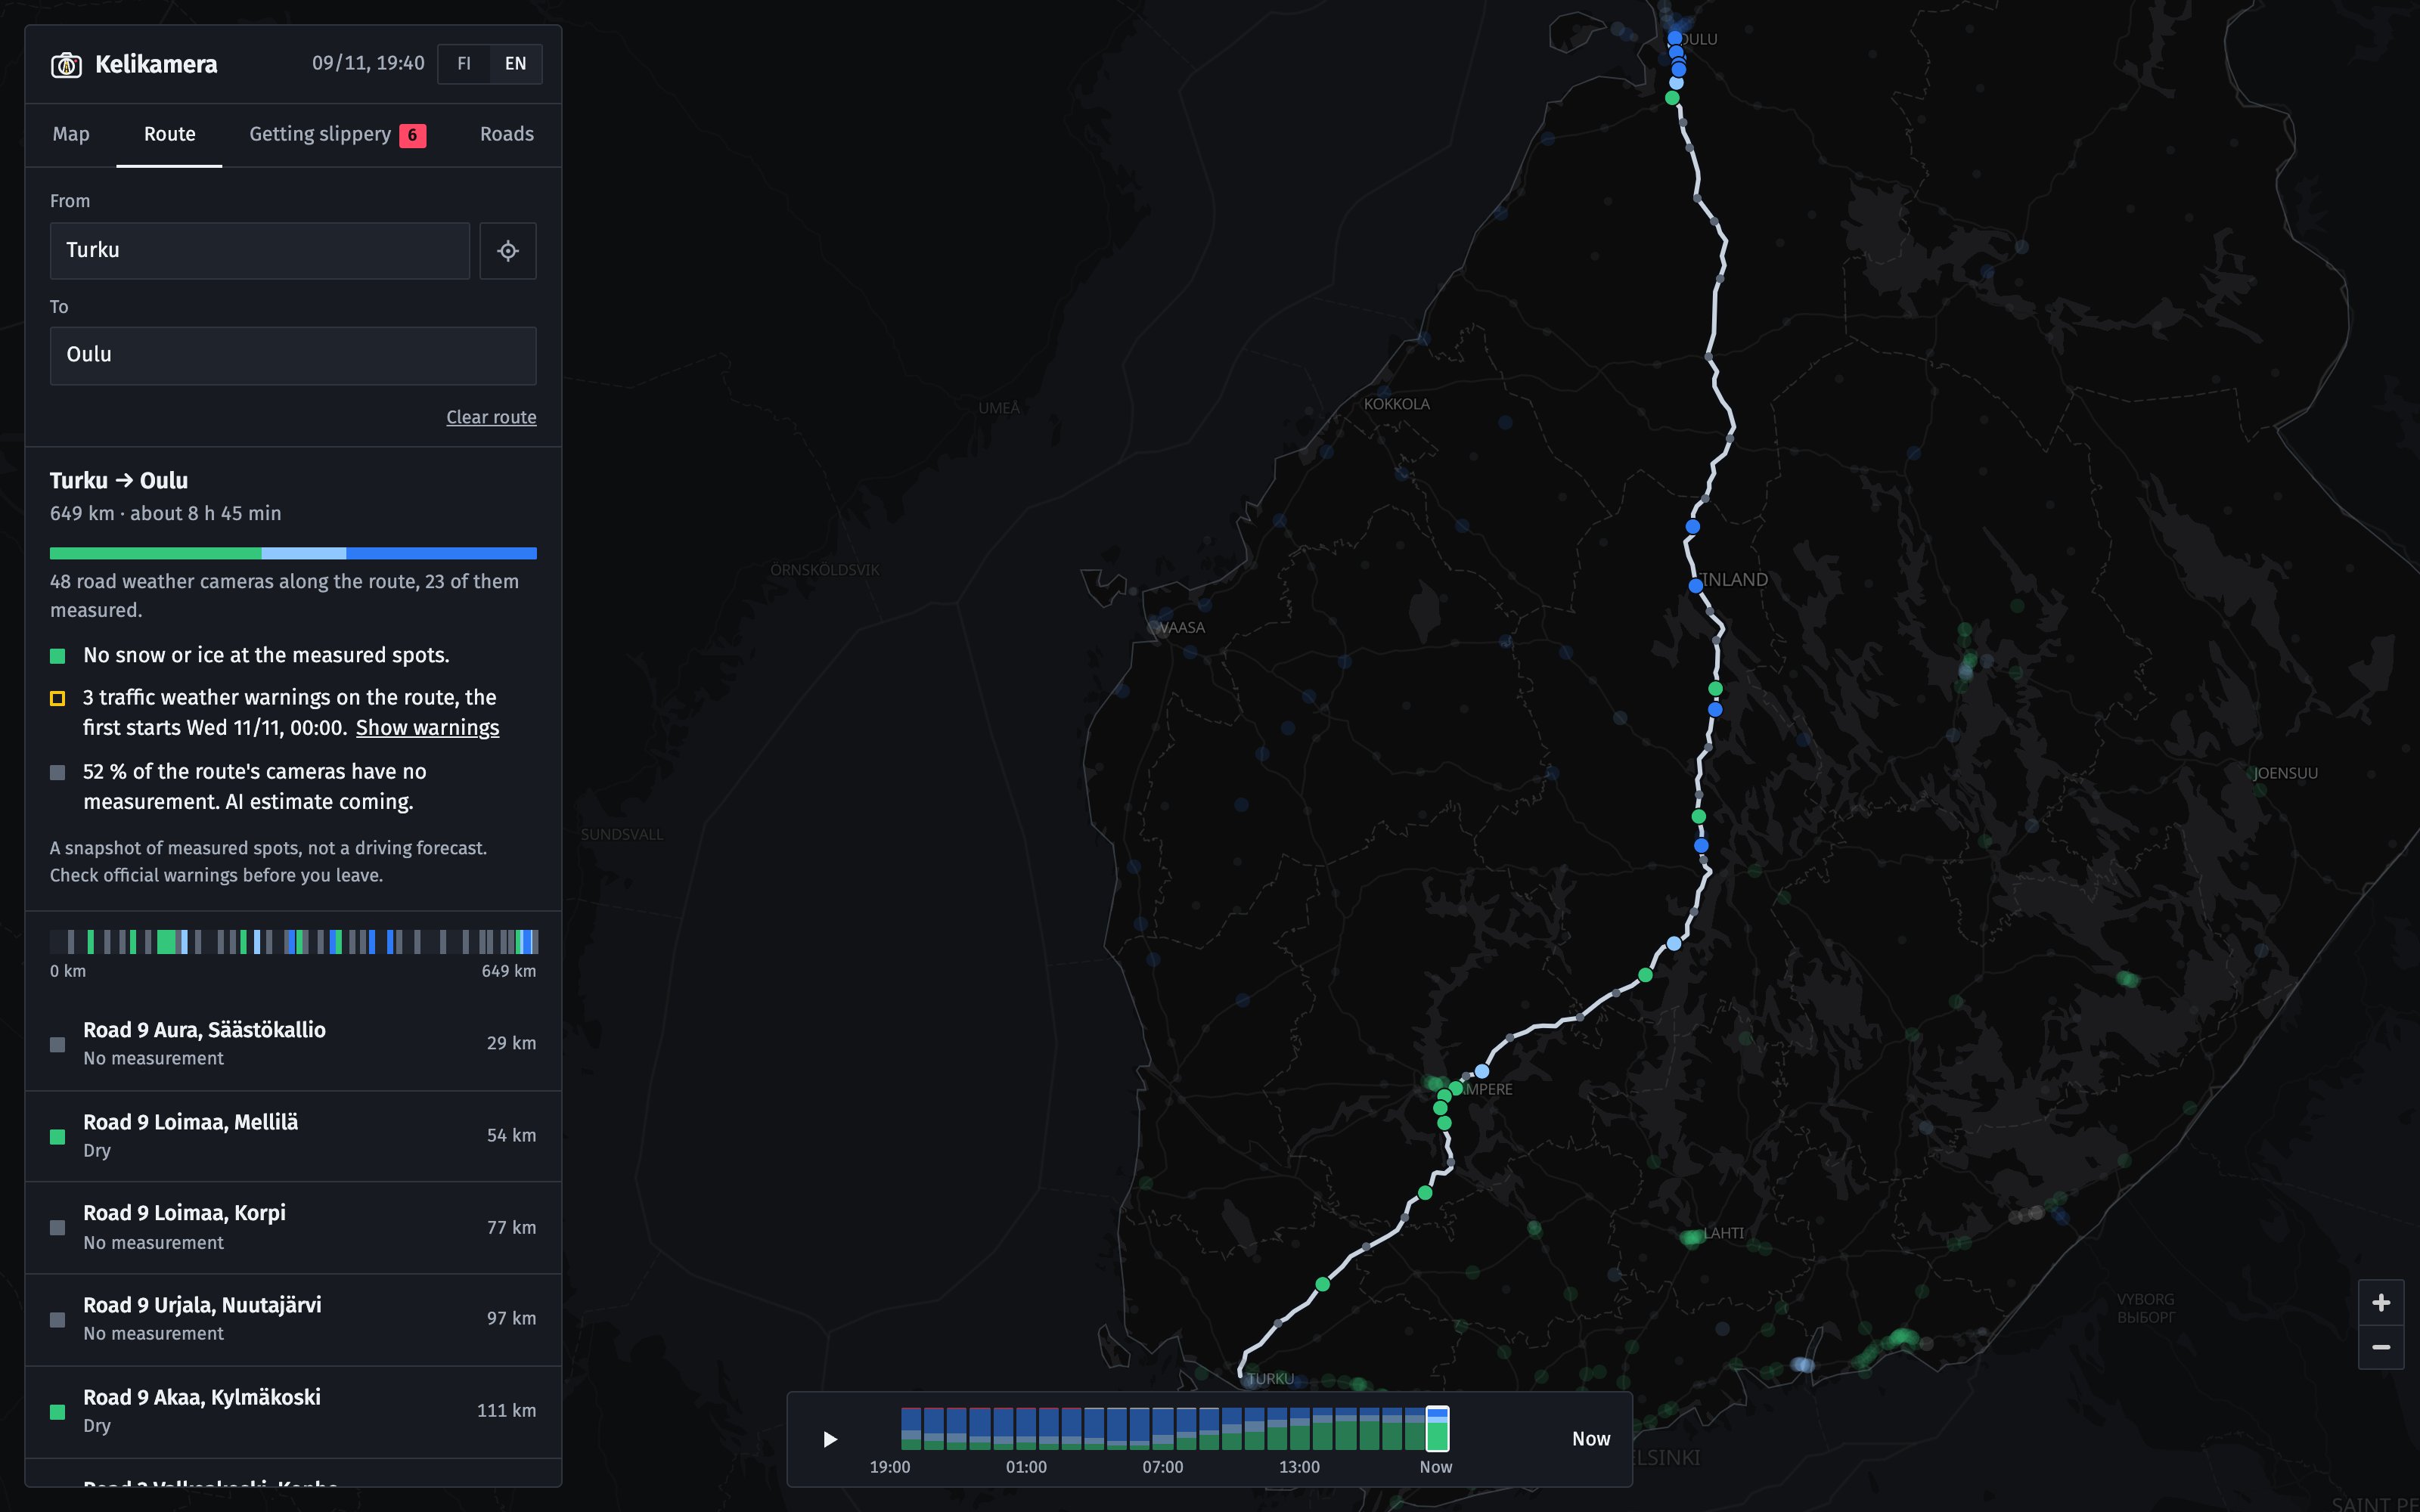 Kelikamera
09/11, 19:40
FI
EN
Map
Route
Getting slippery 6
Roads
From
Turku
To
Oulu
Clear route
Turku → Oulu
649 km · about 8 h 45 min
48 road weather cameras along the route, 23 of them
measured.
No snow or ice at the measured spots.
3 traffic weather warnings on the route, the
first starts Wed 11/11, 00:00. Show warnings
52 % of the route's cameras have no
measurement. AI estimate coming.
A snapshot of measured spots, not a driving forecast.
Check official warnings before you leave.
0 km
649 km
Road 9 Aura, Säästökallio
No measurement
29 km
Road 9 Loimaa, Mellilä
Dry
54 km
Road 9 Loimaa, Korpi
No measurement
77 km
Road 9 Urjala, Nuutajärvi
No measurement
97 km
Road 9 Akaa, Kylmäkoski
Dry
111 km
OULU
UMEÅ
KOKKOLA
ÖRNSKÖLDSVIK
INLAND
VAASA
JOENSUU
SUNDSVALL
MPERE
LAHTI
VYBORG
ВЫБОРГ
TURKU
ELSINKI
SAINT PE
Now
19:00
01:00
07:00
13:00
Now
+
−